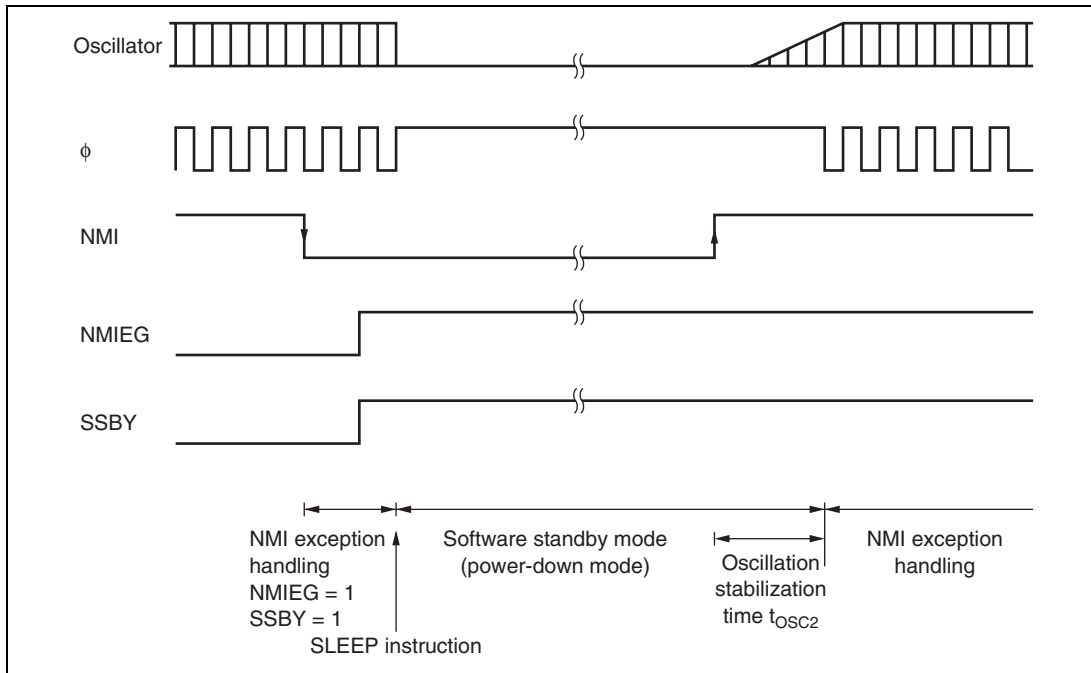 Oscillator
φ
NMI
NMIEG
SSBY
NMI exception
handling
NMIEG = 1
SSBY = 1
SLEEP instruction
Software standby mode
(power-down mode)
Oscillation
stabilization
time tOSC2
NMI exception
handling